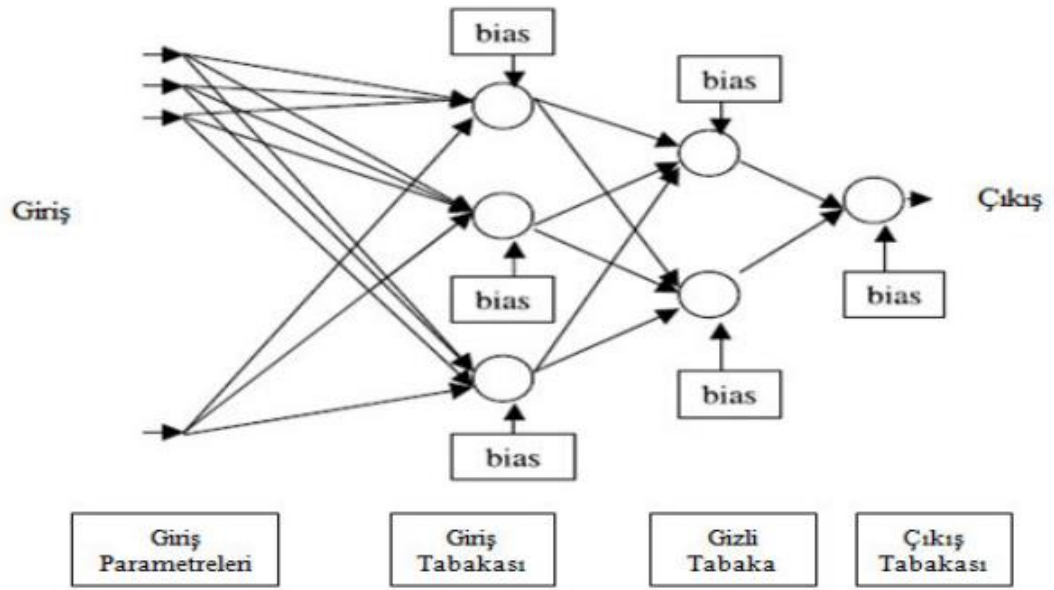 bias
bias
Giriş
Çıkış
bias
bias
bias
bias
Giriş
Parametreleri
Giriş
Tabakası
Gizli
Tabaka
Çıkış
Tabakası